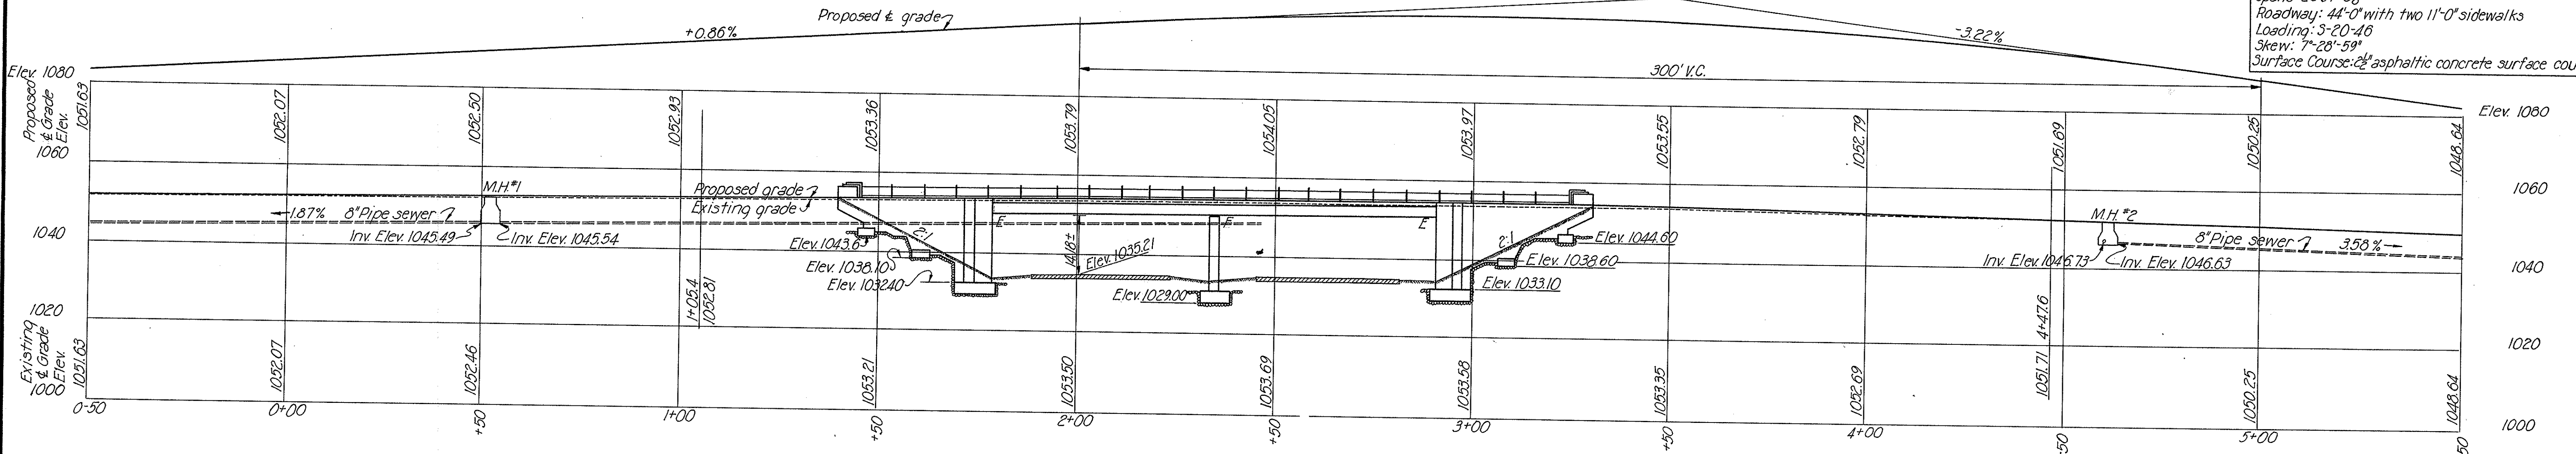 Proposed ℄ grade
+0.86%
-3.22%
Roadway: 44'-0" with two 11'-0" sidewalks
Loading: S-20-46
Skew: 7°-28'-59"
Surface Course: 2½" asphaltic concrete surface cou
300' V.C.
Elev. 1080
Elev. 1080
Proposed
℄ Grade
Elev.
1051.63
1052.07
1052.50
1052.93
1053.36
1053.79
1054.05
1053.97
1053.55
1052.79
1051.69
1050.25
1048.64
1060
1060
M.H.#1
Proposed grade
Existing grade
1.87%
8" Pipe sewer
Inv. Elev. 1045.49
Inv. Elev. 1045.54
2:1
E
F
E
2:1
14.18±
Elev. 1035.21
Elev. 1043.6
Elev. 1038.10
Elev. 1032.40
Elev. 1029.00
Elev. 1044.60
Elev. 1038.60
Elev. 1033.10
M.H.#2
8" Pipe sewer
3.58%
Inv. Elev. 1046.73
Inv. Elev. 1046.63
1040
1040
1020
1020
1+05.4
1052.81
4+47.6
1051.71
Existing
℄ Grade
Elev.
1051.63
1052.07
1052.46
1053.21
1053.50
1053.69
1053.58
1053.35
1052.69
1050.25
1048.64
1000
1000
0-50
0+00
+50
1+00
+50
2+00
+50
3+00
+50
4+00
+50
5+00
50